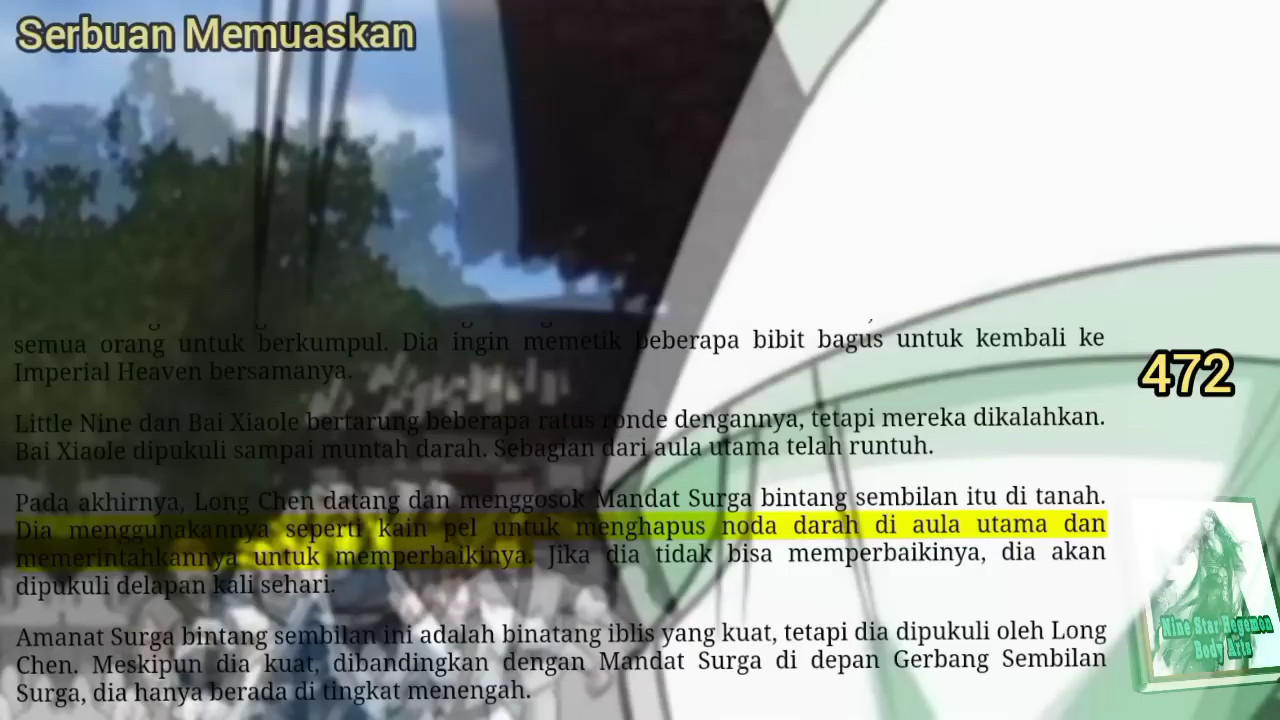 Serbuan Memuaskan
semua orang untuk berkumpul. Dia ingin memetik beberapa bibit bagus untuk kembali ke
Imperial Heaven bersamanya.
472
Little Nine dan Bai Xiaole bertarung beberapa ratus ronde dengannya, tetapi mereka dikalahkan.
Bai Xiaole dipukuli sampai muntah darah. Sebagian dari aula utama telah runtuh.
Pada akhirnya, Long Chen datang dan menggosok Mandat Surga bintang sembilan itu di tanah.
Dia menggunakannya seperti kain pel untuk menghapus noda darah di aula utama dan
memerintahkannya untuk memperbaikinya. Jika dia tidak bisa memperbaikinya, dia akan
dipukuli delapan kali sehari.
Amanat Surga bintang sembilan ini adalah binatang iblis yang kuat, tetapi dia dipukuli oleh Long
Chen. Meskipun dia kuat, dibandingkan dengan Mandat Surga di depan Gerbang Sembilan
Surga, dia hanya berada di tingkat menengah.
Nine Star Hegemon
Body Arts